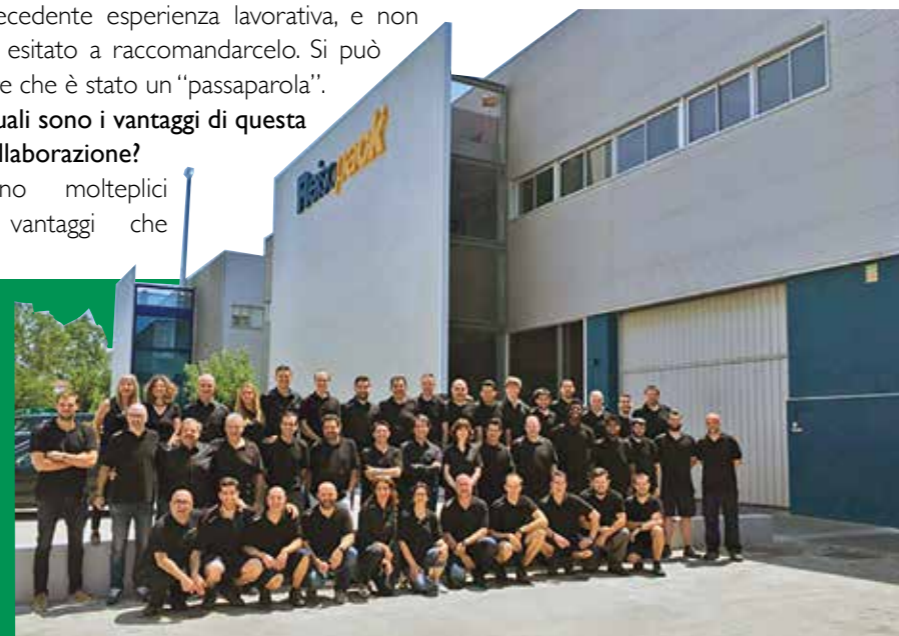 ecedente esperienza lavorativa, e non
esitato a raccomandarcelo. Si può
e che è stato un “passaparola”.
uali sono i vantaggi di questa
llaborazione?
no molteplici
vantaggi che